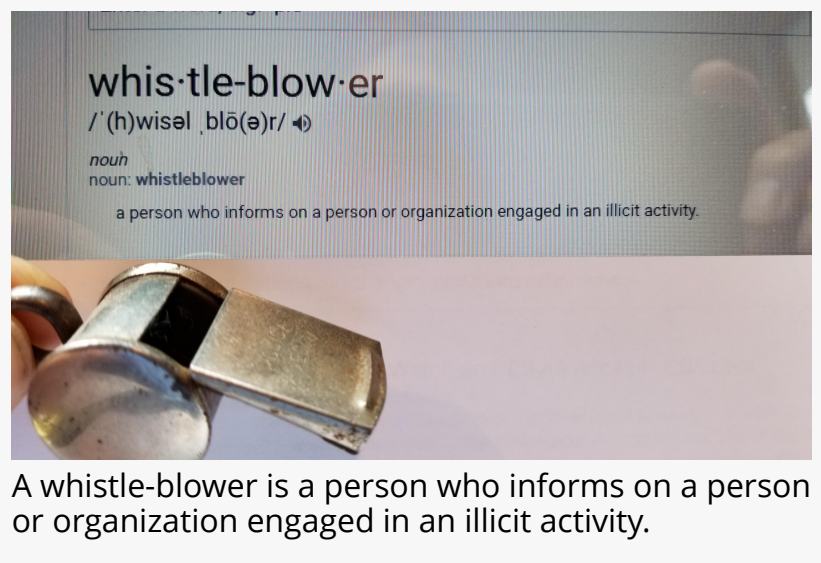 whis·tle-blow·er
/ˈ(h)wisəl ˌblō(ə)r/
noun
noun: whistleblower
a person who informs on a person or organization engaged in an illicit activity.
A whistle-blower is a person who informs on a person
or organization engaged in an illicit activity.